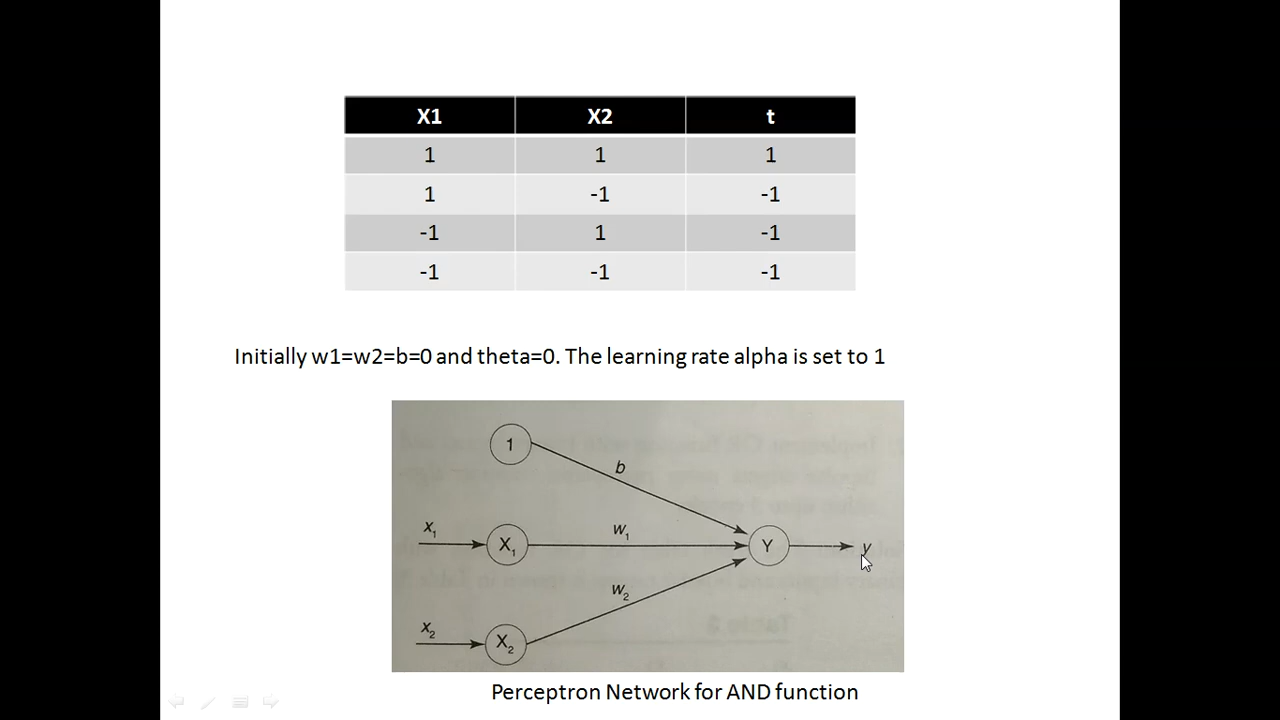 X1 X2 t
1 1 1
1 -1 -1
-1 1 -1
-1 -1 -1
Initially w1=w2=b=0 and theta=0. The learning rate alpha is set to 1
1
b
x₁ X₁ w₁ Y y
x₂ X₂ w₂
Perceptron Network for AND function